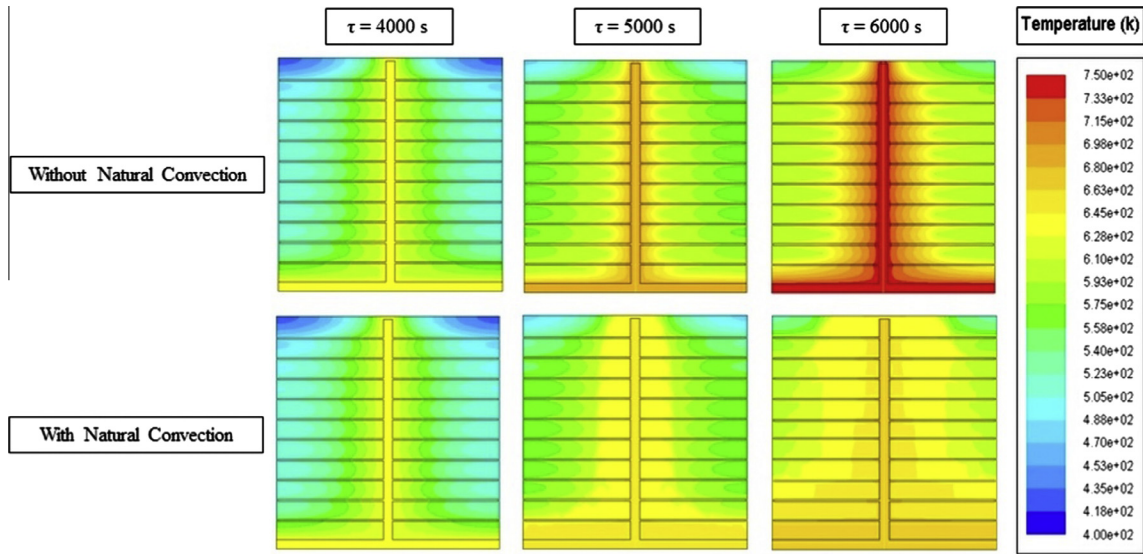 τ = 4000 s
τ = 5000 s
τ = 6000 s
Temperature (k)
Without Natural Convection
With Natural Convection
7.50e+02
7.33e+02
7.15e+02
6.98e+02
6.80e+02
6.63e+02
6.45e+02
6.28e+02
6.10e+02
5.93e+02
5.75e+02
5.58e+02
5.40e+02
5.23e+02
5.05e+02
4.88e+02
4.70e+02
4.53e+02
4.35e+02
4.18e+02
4.00e+02